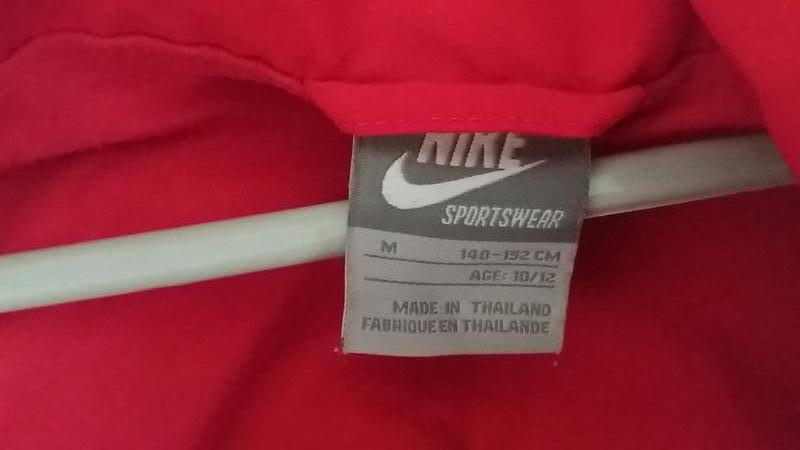 NIKE
SPORTSWEAR
M 140-152 CM
AGE: 10/12
MADE IN THAILAND
FABRIQUE EN THAILANDE